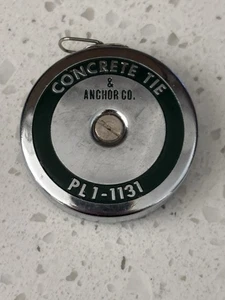 CONCRETE TIE
&
ANCHOR CO.
PL 1-1131